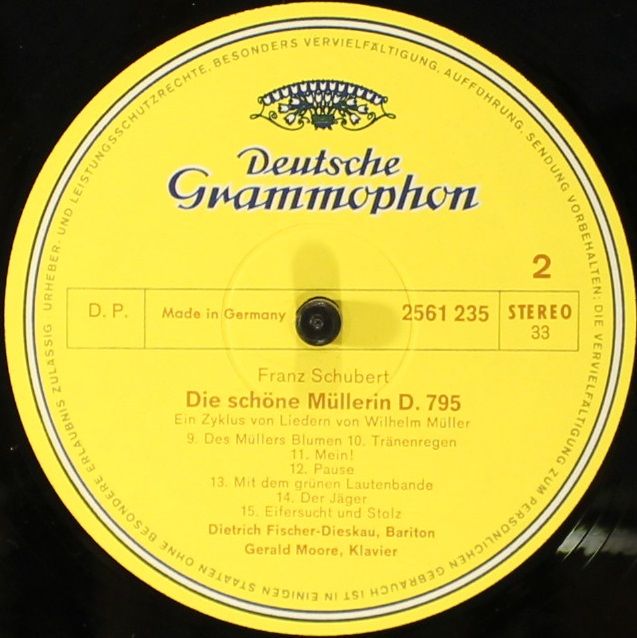 URHEBER- UND LEISTUNGSSCHUTZRECHTE, BESONDERS VERVIELFÄLTIGUNG, AUFFÜHRUNG, SENDUNG VORBEHALTEN; DIE VERVIELFÄLTIGUNG ZUM PERSÖNLICHEN GEBRAUCH IST IN EINIGEN STAATEN OHNE BESONDERE ERLAUBNIS ZULÄSSIG
Deutsche
Grammophon
2
D. P. Made in Germany 2561 235 STEREO
33
Franz Schubert
Die schöne Müllerin D. 795
Ein Zyklus von Liedern von Wilhelm Müller
9. Des Müllers Blumen 10. Tränenregen
11. Mein!
12. Pause
13. Mit dem grünen Lautenbande
14. Der Jäger
15. Eifersucht und Stolz
Dietrich Fischer-Dieskau, Bariton
Gerald Moore, Klavier